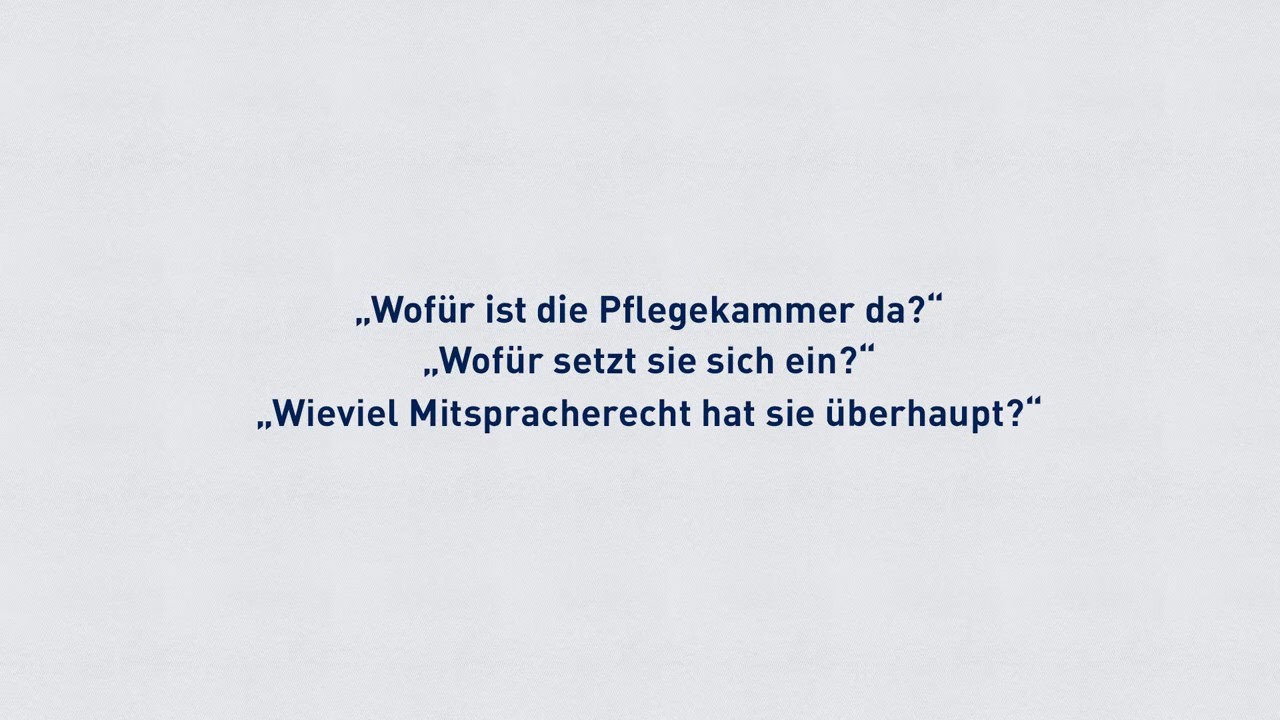 „Wofür ist die Pflegekammer da?“
„Wofür setzt sie sich ein?“
„Wieviel Mitspracherecht hat sie überhaupt?“